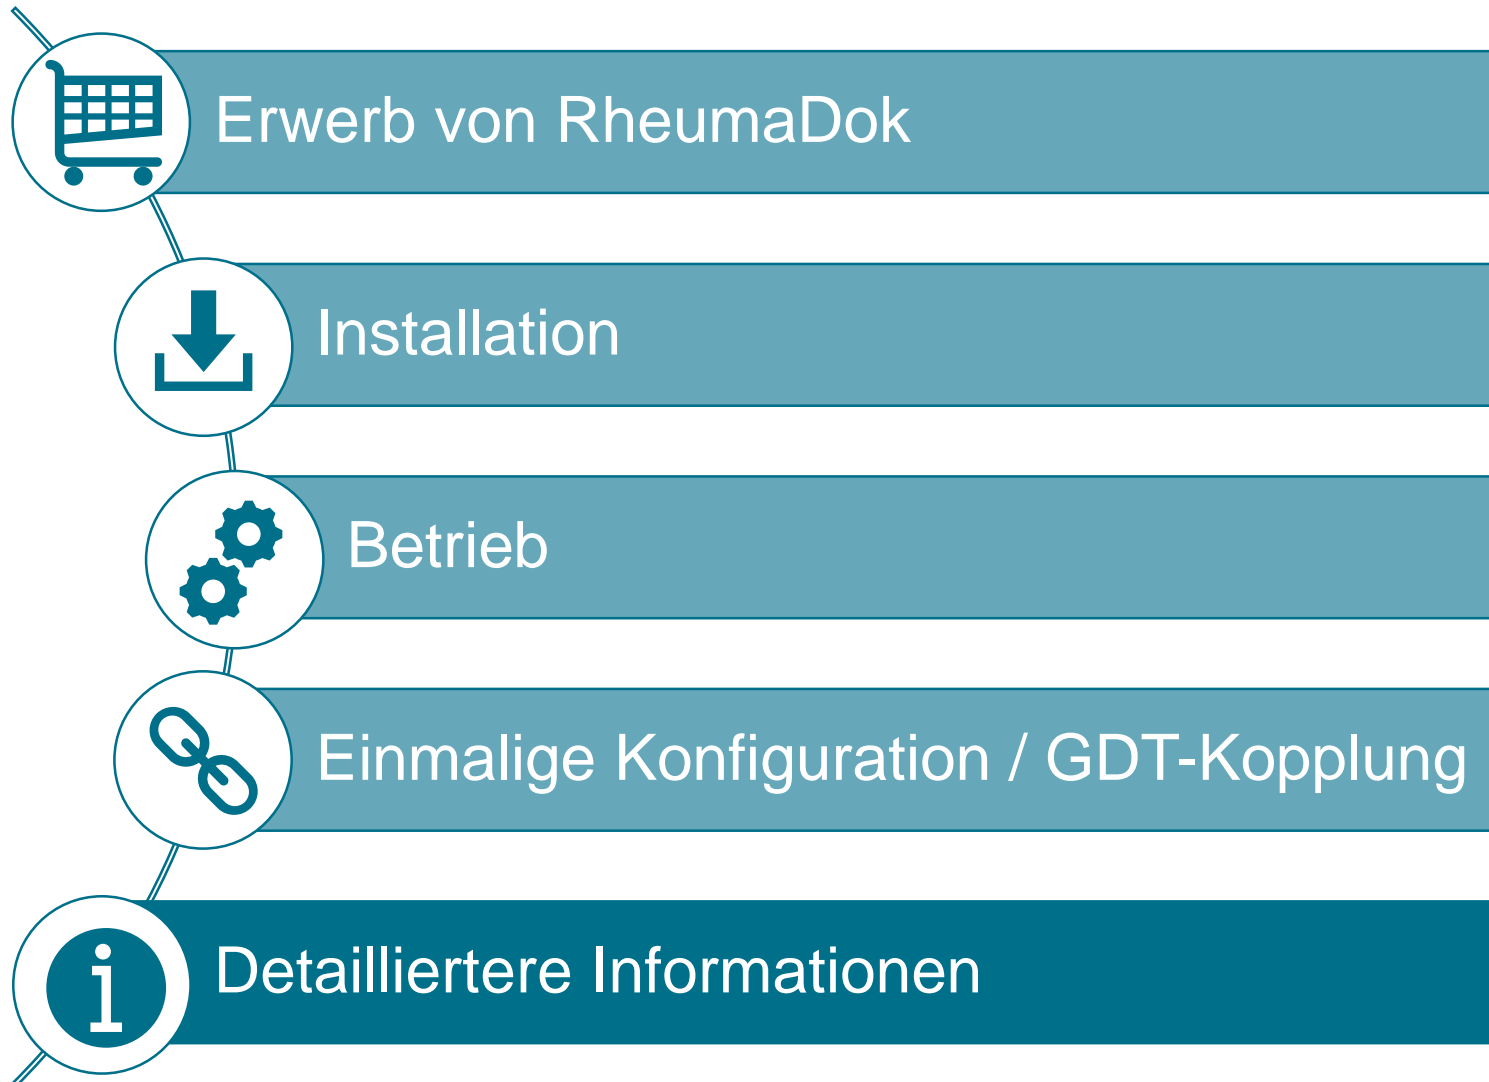 Erwerb von RheumaDok
Installation
Betrieb
Einmalige Konfiguration / GDT-Kopplung
Detailliertere Informationen